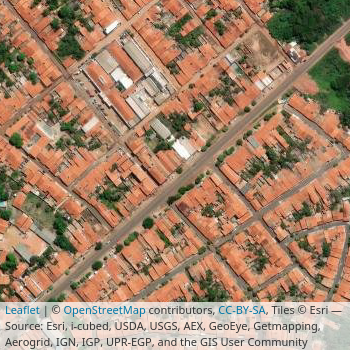 Leaflet | © OpenStreetMap contributors, CC-BY-SA, Tiles © Esri —
Source: Esri, i-cubed, USDA, USGS, AEX, GeoEye, Getmapping,
Aerogrid, IGN, IGP, UPR-EGP, and the GIS User Community